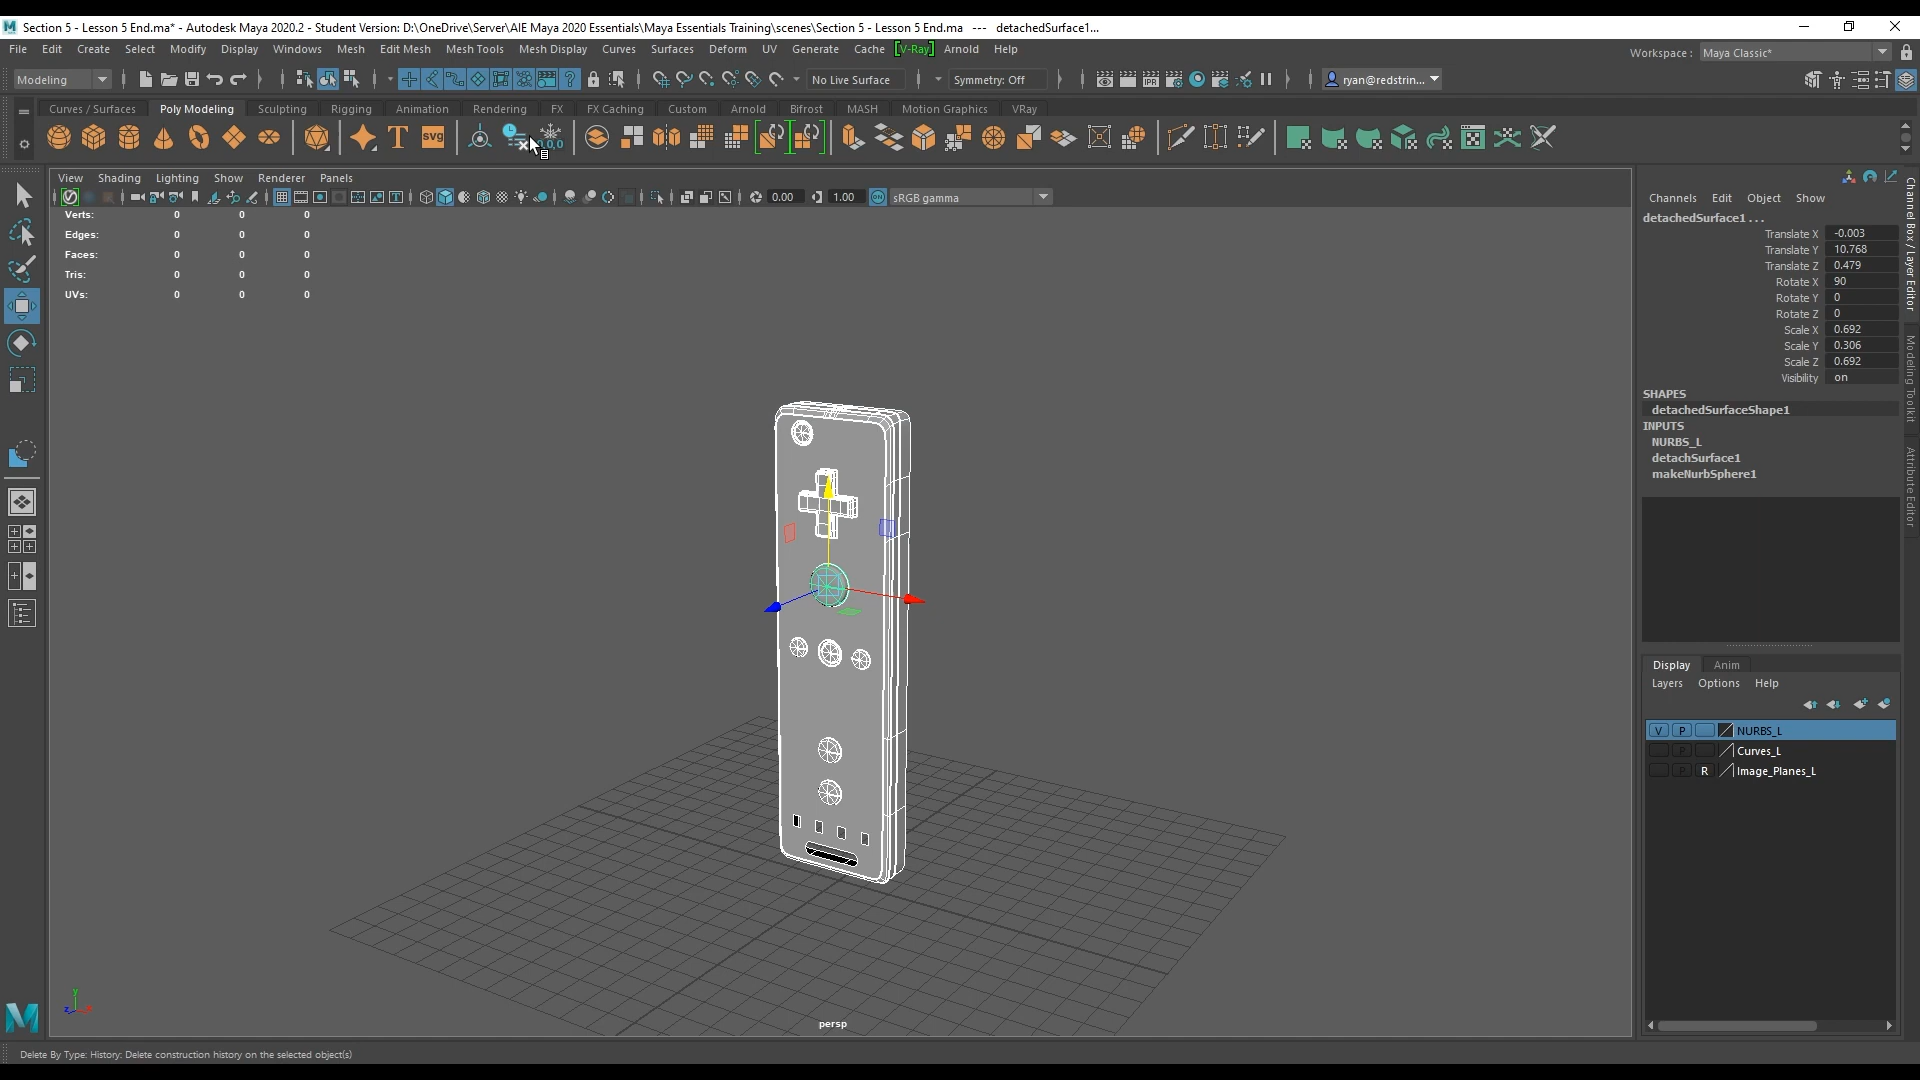 Section 5 - Lesson 5 End.ma* - Autodesk Maya 2020.2 - Student Version: D:\OneDrive\Server\AIE Maya 2020 Essentials\Maya Essentials Training\scenes\Section 5 - Lesson 5 End.ma --- detachedSurface1...
File Edit Create Select Modify Display Windows Mesh Edit Mesh Mesh Tools Mesh Display Curves Surfaces Deform UV Generate Cache [V-Ray] Arnold Help
Workspace: Maya Classic*
Modeling No Live Surface Symmetry: Off ryan@redstrin...
Curves / Surfaces Poly Modeling Sculpting Rigging Animation Rendering FX FX Caching Custom Arnold Bifrost MASH Motion Graphics VRay
View Shading Lighting Show Renderer Panels
0.00 1.00 sRGB gamma
Verts: 0 0 0
Edges: 0 0 0
Faces: 0 0 0
Tris: 0 0 0
UVs: 0 0 0
persp
Channels Edit Object Show
detachedSurface1 ...
Translate X -0.003
Translate Y 10.768
Translate Z 0.479
Rotate X 90
Rotate Y 0
Rotate Z 0
Scale X 0.692
Scale Y 0.306
Scale Z 0.692
Visibility on
SHAPES
detachedSurfaceShape1
INPUTS
NURBS_L
detachSurface1
makeNurbSphere1
Display Anim
Layers Options Help
V P NURBS_L
P Curves_L
P R Image_Planes_L
Channel Box / Layer Editor
Modeling Toolkit
Attribute Editor
Delete By Type: History: Delete construction history on the selected object(s)